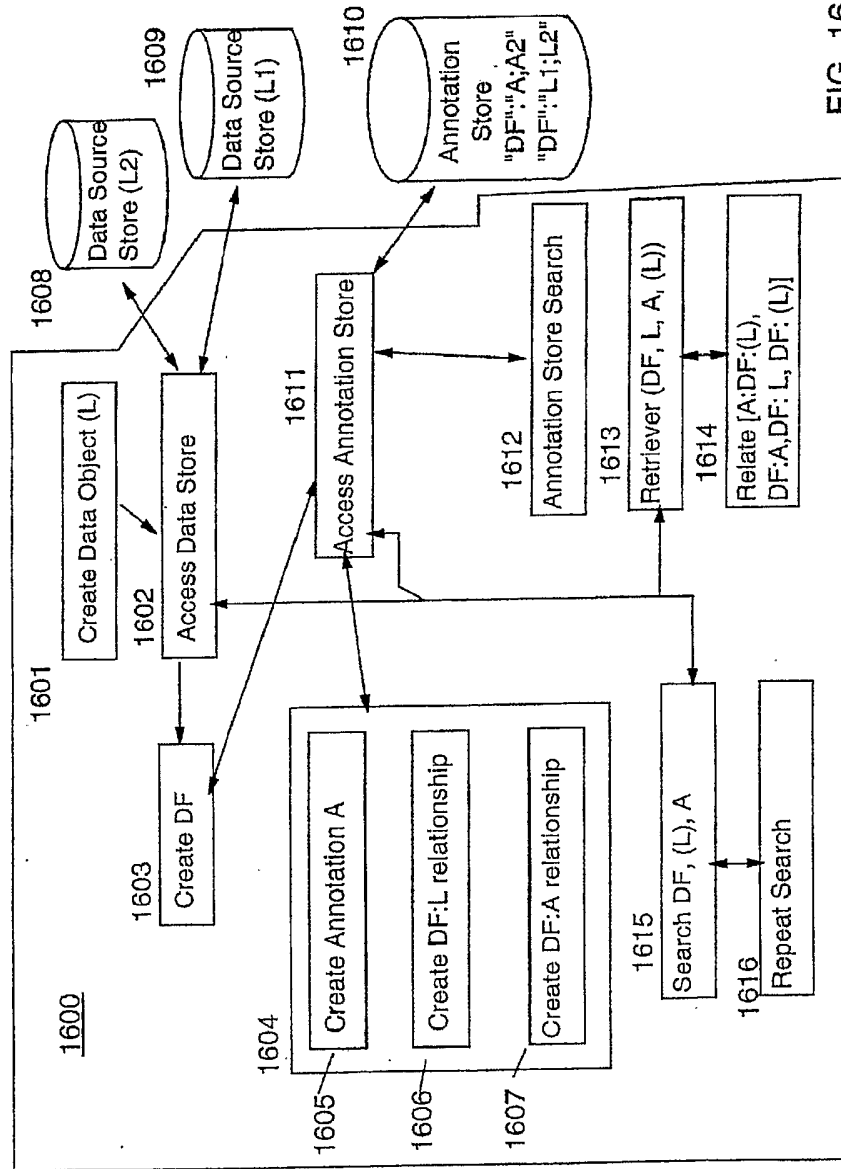 1600
1601
Create Data Object (L)
1602
Access Data Store
1603
Create DF
1604
1605
Create Annotation A
1606
Create DF:L relationship
1607
Create DF:A relationship
1608
Data Source
Store (L2)
1609
Data Source
Store (L1)
1610
Annotation
Store
"DF":"A;A2"
"DF":"L1;L2"
1611
Access Annotation Store
1612
Annotation Store Search
1613
Retriever (DF, L, A, (L))
1614
Relate [A:DF:(L),
DF:A,DF: L, DF: (L)]
1615
Search DF, (L), A
1616
Repeat Search
FIG. 16